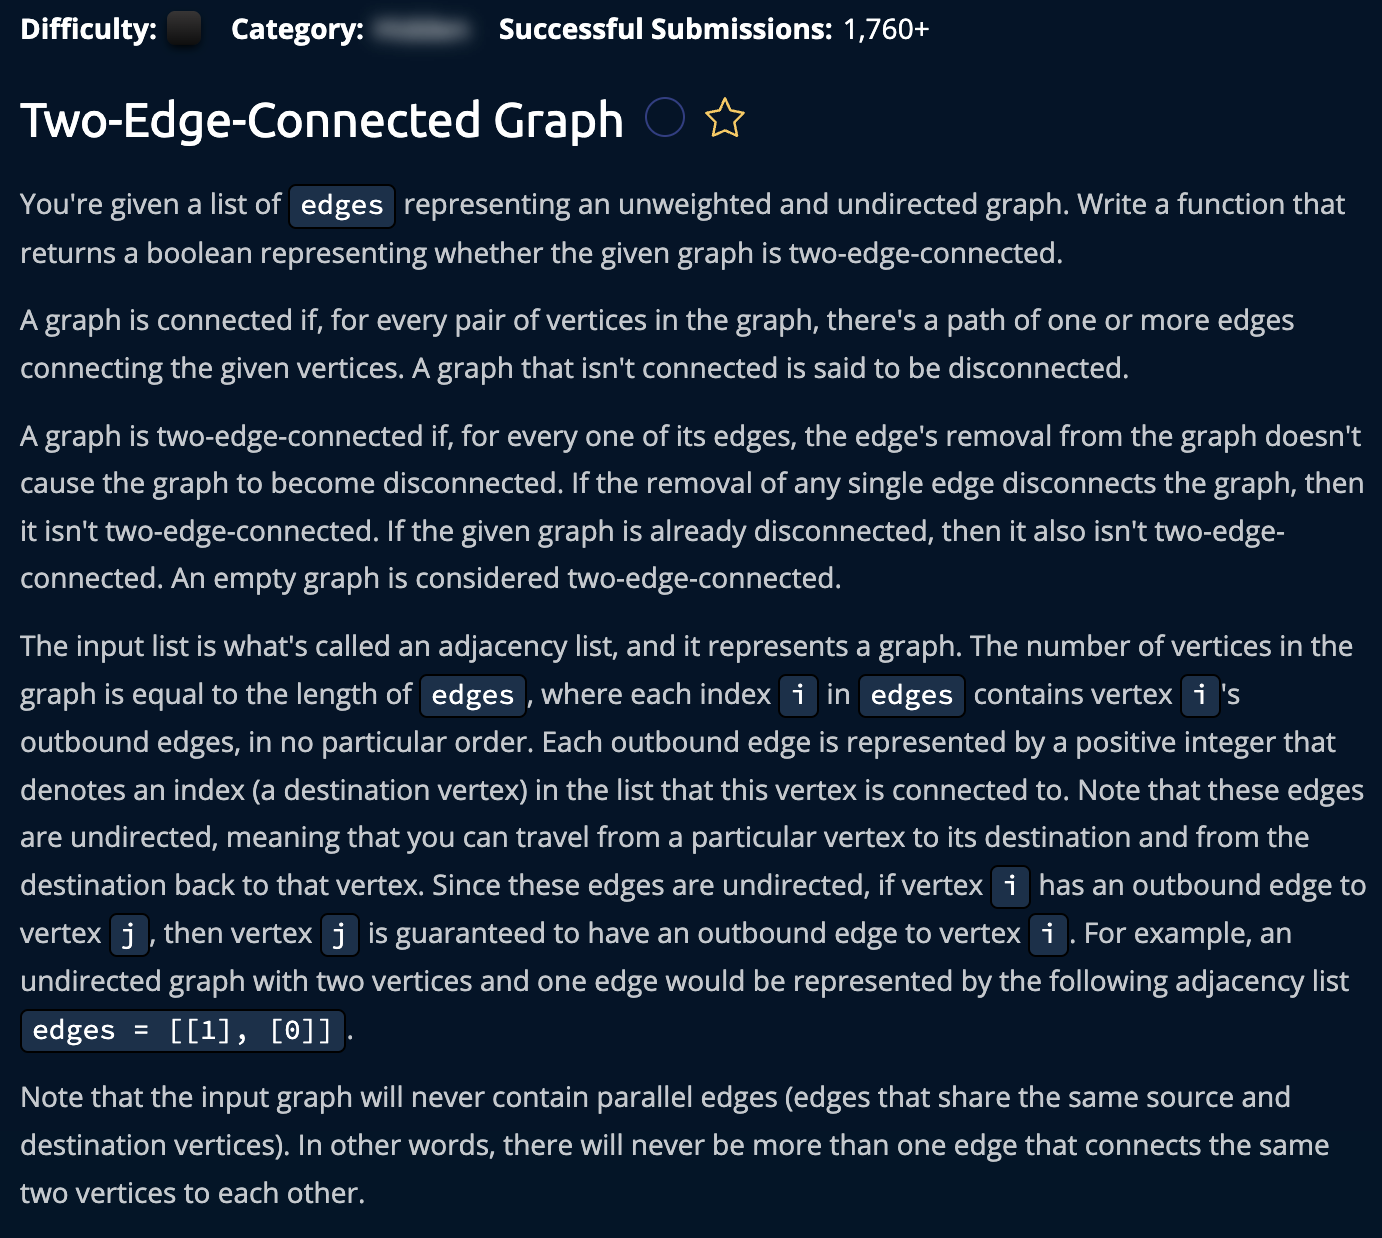 Difficulty: Category: Successful Submissions: 1,760+
Two-Edge-Connected Graph
You're given a list of edges representing an unweighted and undirected graph. Write a function that
returns a boolean representing whether the given graph is two-edge-connected.
A graph is connected if, for every pair of vertices in the graph, there's a path of one or more edges
connecting the given vertices. A graph that isn't connected is said to be disconnected.
A graph is two-edge-connected if, for every one of its edges, the edge's removal from the graph doesn't
cause the graph to become disconnected. If the removal of any single edge disconnects the graph, then
it isn't two-edge-connected. If the given graph is already disconnected, then it also isn't two-edge-
connected. An empty graph is considered two-edge-connected.
The input list is what's called an adjacency list, and it represents a graph. The number of vertices in the
graph is equal to the length of edges, where each index i in edges contains vertex i's
outbound edges, in no particular order. Each outbound edge is represented by a positive integer that
denotes an index (a destination vertex) in the list that this vertex is connected to. Note that these edges
are undirected, meaning that you can travel from a particular vertex to its destination and from the
destination back to that vertex. Since these edges are undirected, if vertex i has an outbound edge to
vertex j, then vertex j is guaranteed to have an outbound edge to vertex i. For example, an
undirected graph with two vertices and one edge would be represented by the following adjacency list
edges = [[1], [0]].
Note that the input graph will never contain parallel edges (edges that share the same source and
destination vertices). In other words, there will never be more than one edge that connects the same
two vertices to each other.